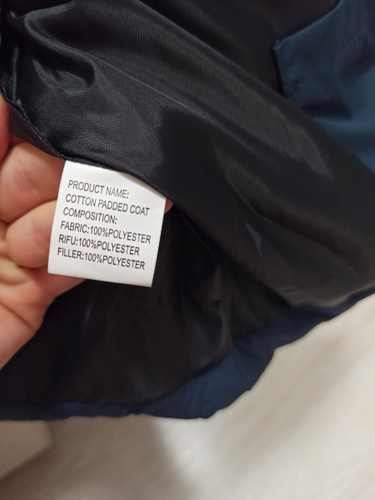 PRODUCT NAME:
COTTON PADDED COAT
COMPOSITION:
FABRIC:100%POLYESTER
RIFU:100%POLYESTER
FILLER:100%POLYESTER